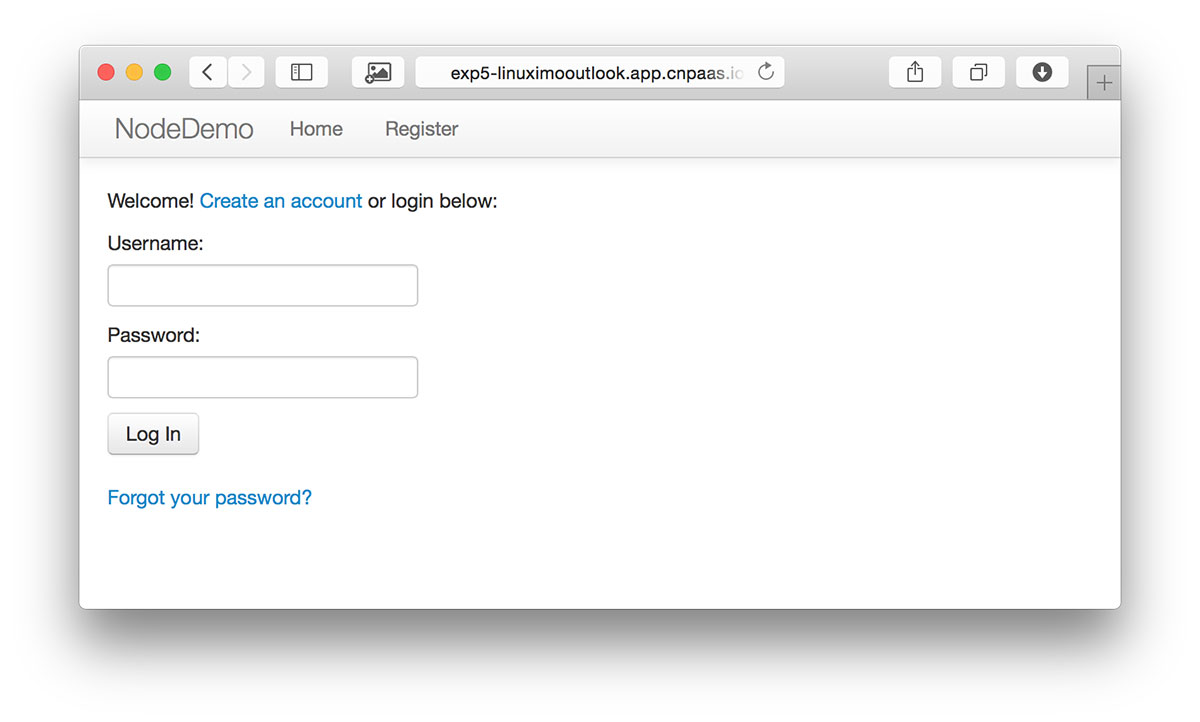 exp5-linuximooutlook.app.cnpaas.io
NodeDemo Home Register
Welcome! Create an account or login below:
Username:
Password:
Log In
Forgot your password?